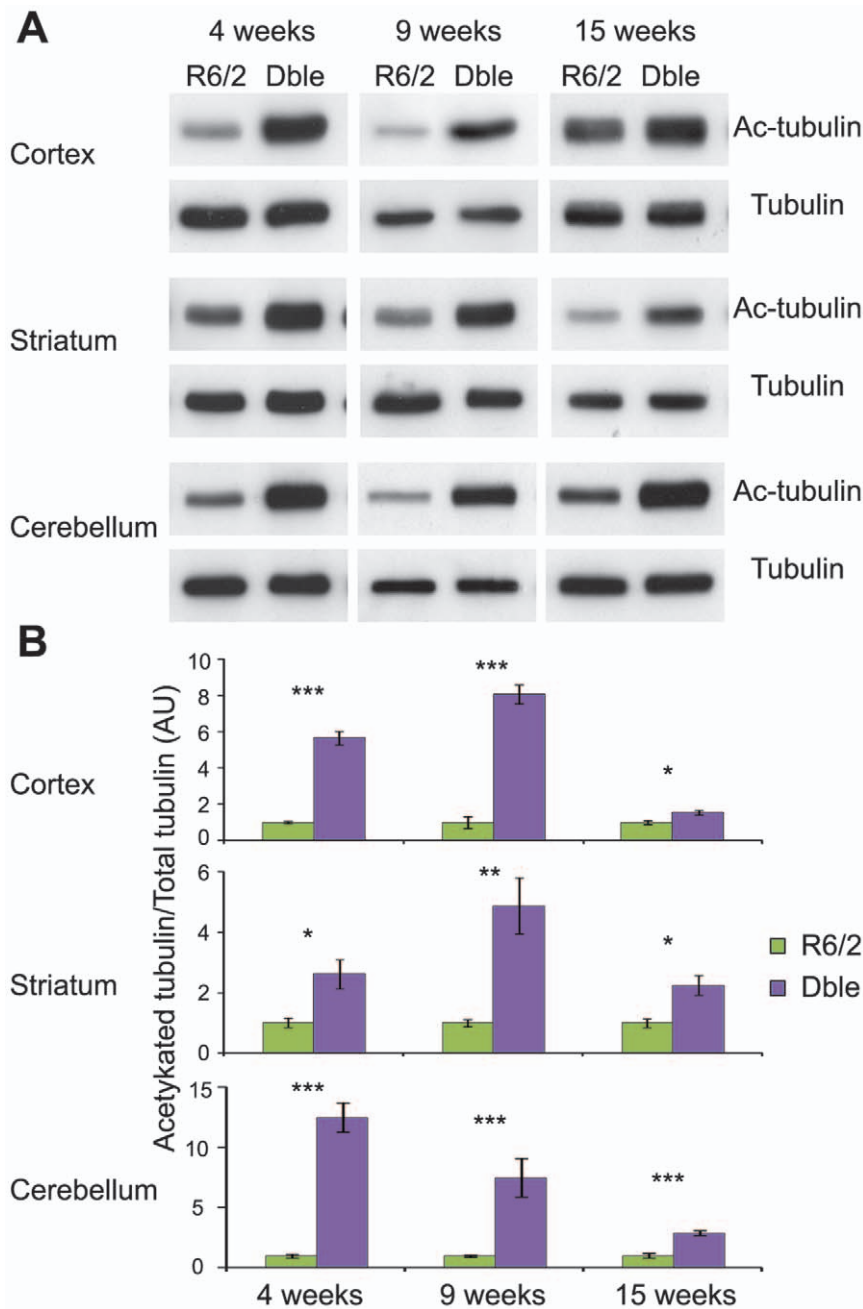 A
4 weeks 9 weeks 15 weeks
R6/2 Dble R6/2 Dble R6/2 Dble
Ac-tubulin
Cortex
Tubulin
Ac-tubulin
Striatum
Tubulin
Ac-tubulin
Cerebellum
Tubulin
B
Acetykated tubulin/Total tubulin (AU)
10
8
6
4
2
0
*** *** *
Cortex
6
4
2
0
* ** *
Striatum
R6/2
Dble
15
10
5
0
*** *** ***
Cerebellum
4 weeks 9 weeks 15 weeks